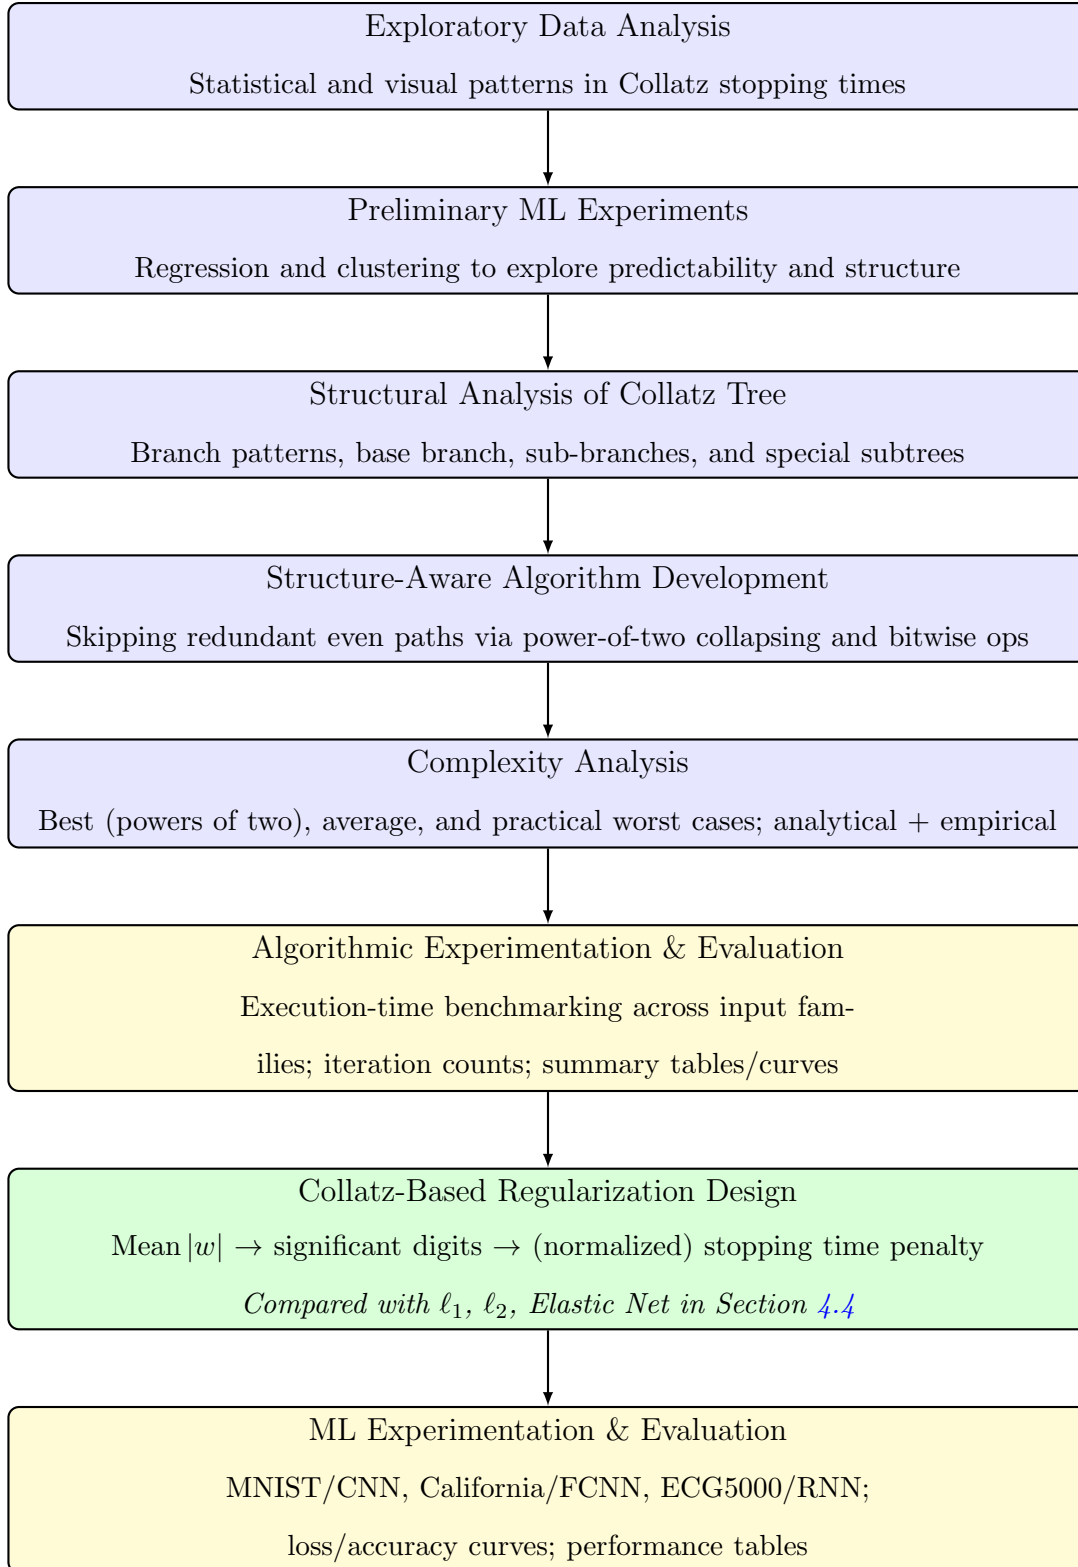 Exploratory Data Analysis
Statistical and visual patterns in Collatz stopping times
Preliminary ML Experiments
Regression and clustering to explore predictability and structure
Structural Analysis of Collatz Tree
Branch patterns, base branch, sub-branches, and special subtrees
Structure-Aware Algorithm Development
Skipping redundant even paths via power-of-two collapsing and bitwise ops
Complexity Analysis
Best (powers of two), average, and practical worst cases; analytical + empirical
Algorithmic Experimentation & Evaluation
Execution-time benchmarking across input fam-
ilies; iteration counts; summary tables/curves
Collatz-Based Regularization Design
Mean |w| → significant digits → (normalized) stopping time penalty
Compared with ℓ₁, ℓ₂, Elastic Net in Section 4.4
ML Experimentation & Evaluation
MNIST/CNN, California/FCNN, ECG5000/RNN;
loss/accuracy curves; performance tables